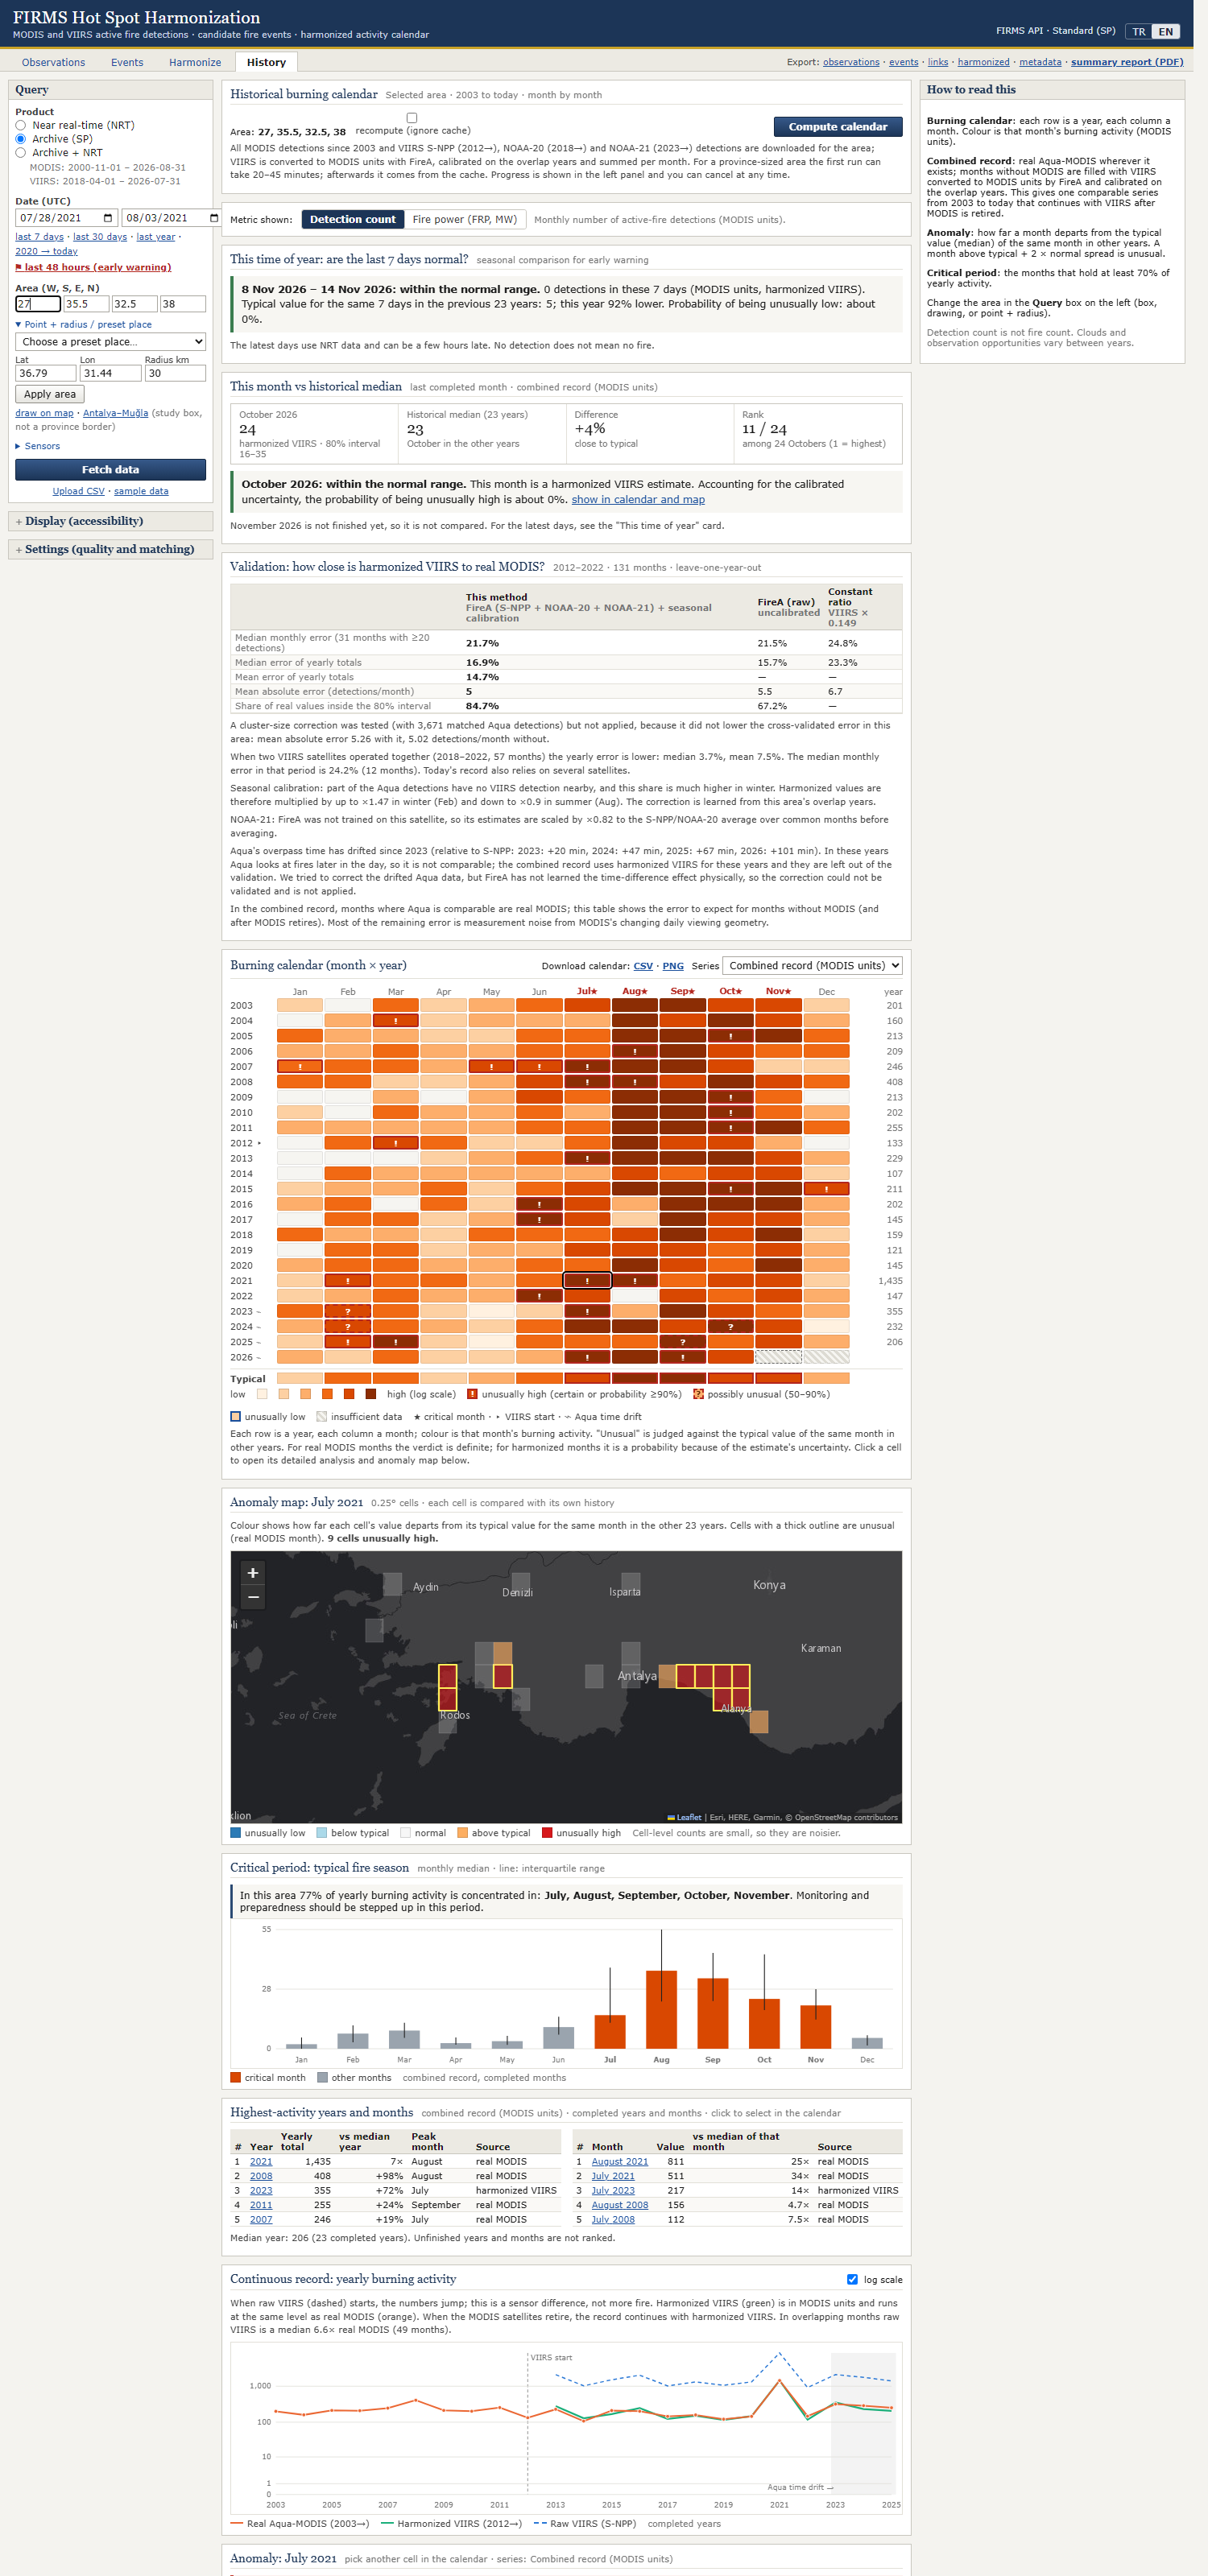 FIRMS Hot Spot Harmonization
MODIS and VIIRS active fire detections · candidate fire events · harmonized activity calendar
FIRMS API · Standard (SP)
TR EN
Observations Events Harmonize History
Export: observations · events · links · harmonized · metadata · summary report (PDF)
Query
Product
Near real-time (NRT)
Archive (SP)
Archive + NRT
MODIS: 2000-11-01 – 2026-08-31
VIIRS: 2018-04-01 – 2026-07-31
Date (UTC)
07/28/2021 08/03/2021
last 7 days · last 30 days · last year ·
2020 → today
last 48 hours (early warning)
Area (W, S, E, N)
27 35.5 32.5 38
▾ Point + radius / preset place
Choose a preset place...
Lat Lon Radius km
36.79 31.44 30
Apply area
draw on map · Antalya–Muğla (study box,
not a province border)
▸ Sensors
Fetch data
Upload CSV · sample data
+ Display (accessibility)
+ Settings (quality and matching)
Historical burning calendar Selected area · 2003 to today · month by month
Area: 27, 35.5, 32.5, 38 recompute (ignore cache)
Compute calendar
All MODIS detections since 2003 and VIIRS S-NPP (2012→), NOAA-20 (2018→) and NOAA-21 (2023→) detections are downloaded for the area;
VIIRS is converted to MODIS units with FireA, calibrated on the overlap years and summed per month. For a province-sized area the first run can
take 20–45 minutes; afterwards it comes from the cache. Progress is shown in the left panel and you can cancel at any time.
Metric shown: Detection count Fire power (FRP, MW) Monthly number of active-fire detections (MODIS units).
This time of year: are the last 7 days normal? seasonal comparison for early warning
8 Nov 2026 – 14 Nov 2026: within the normal range. 0 detections in these 7 days (MODIS units, harmonized VIIRS).
Typical value for the same 7 days in the previous 23 years: 5; this year 92% lower. Probability of being unusually low: about
0%.
The latest days use NRT data and can be a few hours late. No detection does not mean no fire.
This month vs historical median last completed month · combined record (MODIS units)
October 2026
24
harmonized VIIRS · 80% interval
16–35
Historical median (23 years)
23
October in the other years
Difference
+4%
close to typical
Rank
11 / 24
among 24 Octobers (1 = highest)
October 2026: within the normal range. This month is a harmonized VIIRS estimate. Accounting for the calibrated
uncertainty, the probability of being unusually high is about 0%. show in calendar and map
November 2026 is not finished yet, so it is not compared. For the latest days, see the "This time of year" card.
Validation: how close is harmonized VIIRS to real MODIS? 2012–2022 · 131 months · leave-one-year-out
This method
FireA (S-NPP + NOAA-20 + NOAA-21) + seasonal
calibration
FireA (raw)
uncalibrated
Constant
ratio
VIIRS ×
0.149
Median monthly error (31 months with ≥20
detections) 21.7% 21.5% 24.8%
Median error of yearly totals 16.9% 15.7% 23.3%
Mean error of yearly totals 14.7% — —
Mean absolute error (detections/month) 5 5.5 6.7
Share of real values inside the 80% interval 84.7% 67.2% —
A cluster-size correction was tested (with 3,671 matched Aqua detections) but not applied, because it did not lower the cross-validated error in this
area: mean absolute error 5.26 with it, 5.02 detections/month without.
When two VIIRS satellites operated together (2018–2022, 57 months) the yearly error is lower: median 3.7%, mean 7.5%. The median monthly
error in that period is 24.2% (12 months). Today's record also relies on several satellites.
Seasonal calibration: part of the Aqua detections have no VIIRS detection nearby, and this share is much higher in winter. Harmonized values are
therefore multiplied by up to ×1.47 in winter (Feb) and down to ×0.9 in summer (Aug). The correction is learned from this area's overlap years.
NOAA-21: FireA was not trained on this satellite, so its estimates are scaled by ×0.82 to the S-NPP/NOAA-20 average over common months before
averaging.
Aqua's overpass time has drifted since 2023 (relative to S-NPP: 2023: +20 min, 2024: +47 min, 2025: +67 min, 2026: +101 min). In these years
Aqua looks at fires later in the day, so it is not comparable; the combined record uses harmonized VIIRS for these years and they are left out of the
validation. We tried to correct the drifted Aqua data, but FireA has not learned the time-difference effect physically, so the correction could not be
validated and is not applied.
In the combined record, months where Aqua is comparable are real MODIS; this table shows the error to expect for months without MODIS (and
after MODIS retires). Most of the remaining error is measurement noise from MODIS's changing daily viewing geometry.
Burning calendar (month × year) Download calendar: CSV · PNG Series Combined record (MODIS units)
Jan Feb Mar Apr May Jun Jul★ Aug★ Sep★ Oct★ Nov★ Dec year
2003 201
2004 ! 160
2005 ! 213
2006 ! 209
2007 ! ! ! ! 246
2008 ! ! 408
2009 ! 213
2010 ! 202
2011 ! 255
2012 ‣ ! 133
2013 ! 229
2014 107
2015 ! ! 211
2016 ! 202
2017 ! 145
2018 159
2019 121
2020 145
2021 ! ! ! 1,435
2022 ! 147
2023 ~ ? ! 355
2024 ~ ? ? 232
2025 ~ ! ! ? 206
2026 ~ ! !
Typical
low high (log scale) ! unusually high (certain or probability ≥90%) ? possibly unusual (50–90%)
unusually low insufficient data ★ critical month · ‣ VIIRS start · ~ Aqua time drift
Each row is a year, each column a month; colour is that month's burning activity. "Unusual" is judged against the typical value of the same month in
other years. For real MODIS months the verdict is definite; for harmonized months it is a probability because of the estimate's uncertainty. Click a cell
to open its detailed analysis and anomaly map below.
Anomaly map: July 2021 0.25° cells · each cell is compared with its own history
Colour shows how far each cell's value departs from its typical value for the same month in the other 23 years. Cells with a thick outline are unusual
(real MODIS month). 9 cells unusually high.
+
−
Aydin
Denizli
Isparta
Konya
Karaman
Antalya
Alanya
Rodos
Sea of Crete
Leaflet | Esri, HERE, Garmin, © OpenStreetMap contributors
unusually low below typical normal above typical unusually high Cell-level counts are small, so they are noisier.
Critical period: typical fire season monthly median · line: interquartile range
In this area 77% of yearly burning activity is concentrated in: July, August, September, October, November. Monitoring and
preparedness should be stepped up in this period.
55
28
0
Jan Feb Mar Apr May Jun Jul Aug Sep Oct Nov Dec
critical month other months combined record, completed months
Highest-activity years and months combined record (MODIS units) · completed years and months · click to select in the calendar
# Year Yearly total vs median year Peak month Source
1 2021 1,435 7× August real MODIS
2 2008 408 +98% August real MODIS
3 2023 355 +72% July harmonized VIIRS
4 2011 255 +24% September real MODIS
5 2007 246 +19% July real MODIS
# Month Value vs median of that month Source
1 August 2021 811 25× real MODIS
2 July 2021 511 34× real MODIS
3 July 2023 217 14× harmonized VIIRS
4 August 2008 156 4.7× real MODIS
5 July 2008 112 7.5× real MODIS
Median year: 206 (23 completed years). Unfinished years and months are not ranked.
Continuous record: yearly burning activity log scale
When raw VIIRS (dashed) starts, the numbers jump; this is a sensor difference, not more fire. Harmonized VIIRS (green) is in MODIS units and runs
at the same level as real MODIS (orange). When the MODIS satellites retire, the record continues with harmonized VIIRS. In overlapping months raw
VIIRS is a median 6.6× real MODIS (49 months).
VIIRS start
1,000
100
10
1
0
Aqua time drift →
2003 2005 2007 2009 2011 2013 2015 2017 2019 2021 2023 2025
Real Aqua-MODIS (2003→) Harmonized VIIRS (2012→) Raw VIIRS (S-NPP) completed years
Anomaly: July 2021 pick another cell in the calendar · series: Combined record (MODIS units)
How to read this
Burning calendar: each row is a year, each column a
month. Colour is that month's burning activity (MODIS
units).
Combined record: real Aqua-MODIS wherever it
exists; months without MODIS are filled with VIIRS
converted to MODIS units by FireA and calibrated on
the overlap years. This gives one comparable series
from 2003 to today that continues with VIIRS after
MODIS is retired.
Anomaly: how far a month departs from the typical
value (median) of the same month in other years. A
month above typical + 2 × normal spread is unusual.
Critical period: the months that hold at least 70% of
yearly activity.
Change the area in the Query box on the left (box,
drawing, or point + radius).
Detection count is not fire count. Clouds and
observation opportunities vary between years.